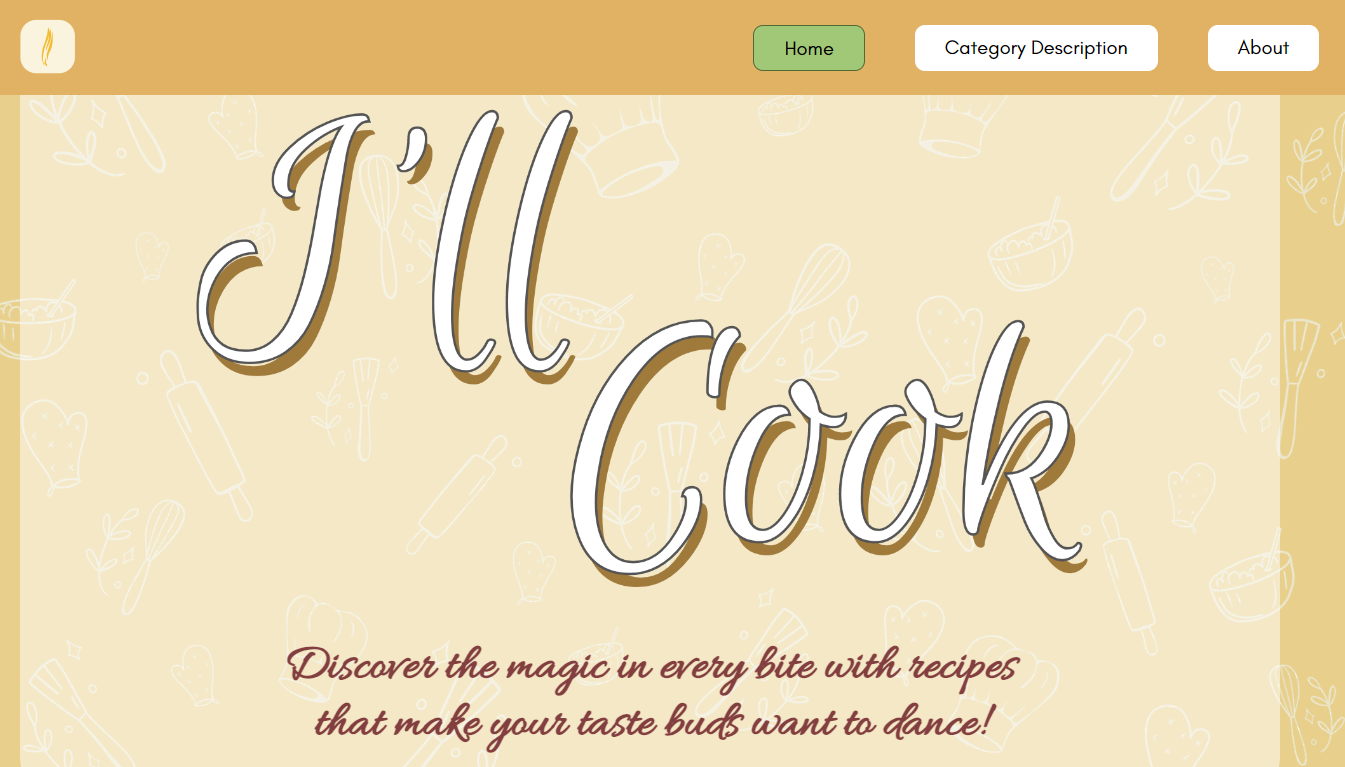 Home
Category Description
About
I'll
Cook
Discover the magic in every bite with recipes
that make your taste buds want to dance!